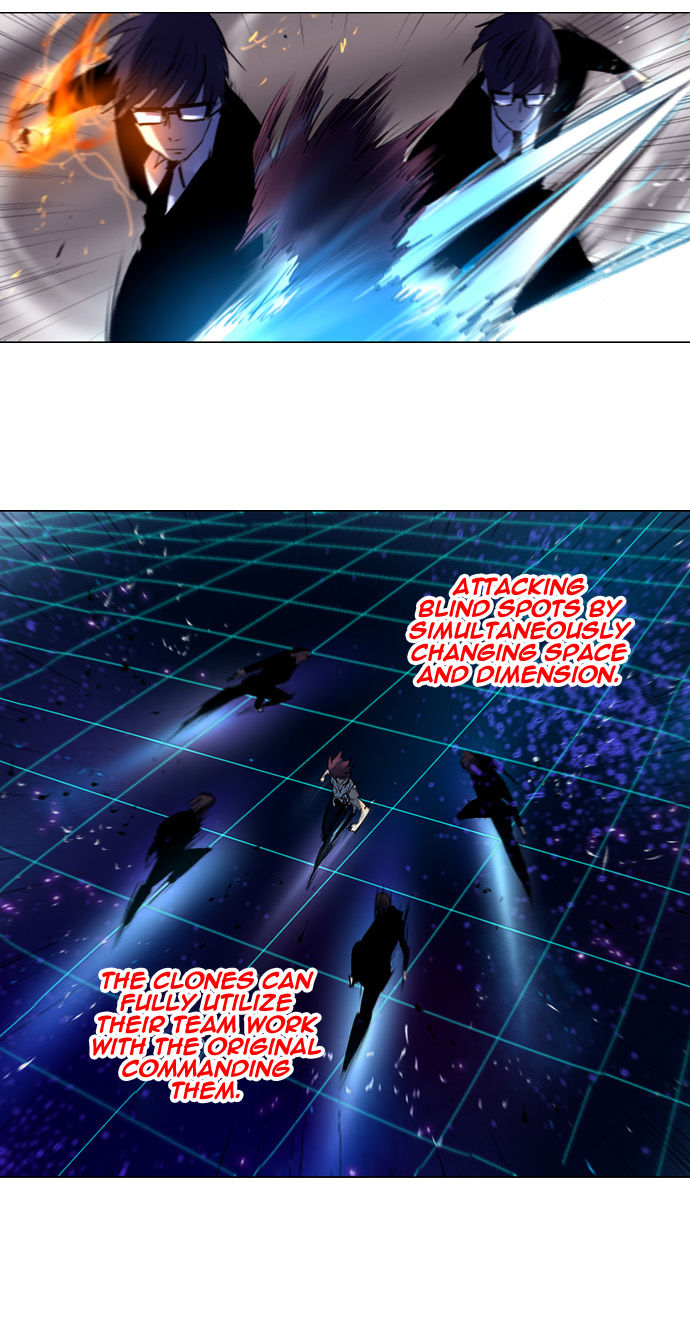 ATTACKING
BLIND SPOTS BY
SIMULTANEOUSLY
CHANGING SPACE
AND DIMENSION.
THE CLONES CAN
FULLY UTILIZE
THEIR TEAM WORK
WITH THE ORIGINAL
COMMANDING
THEM.